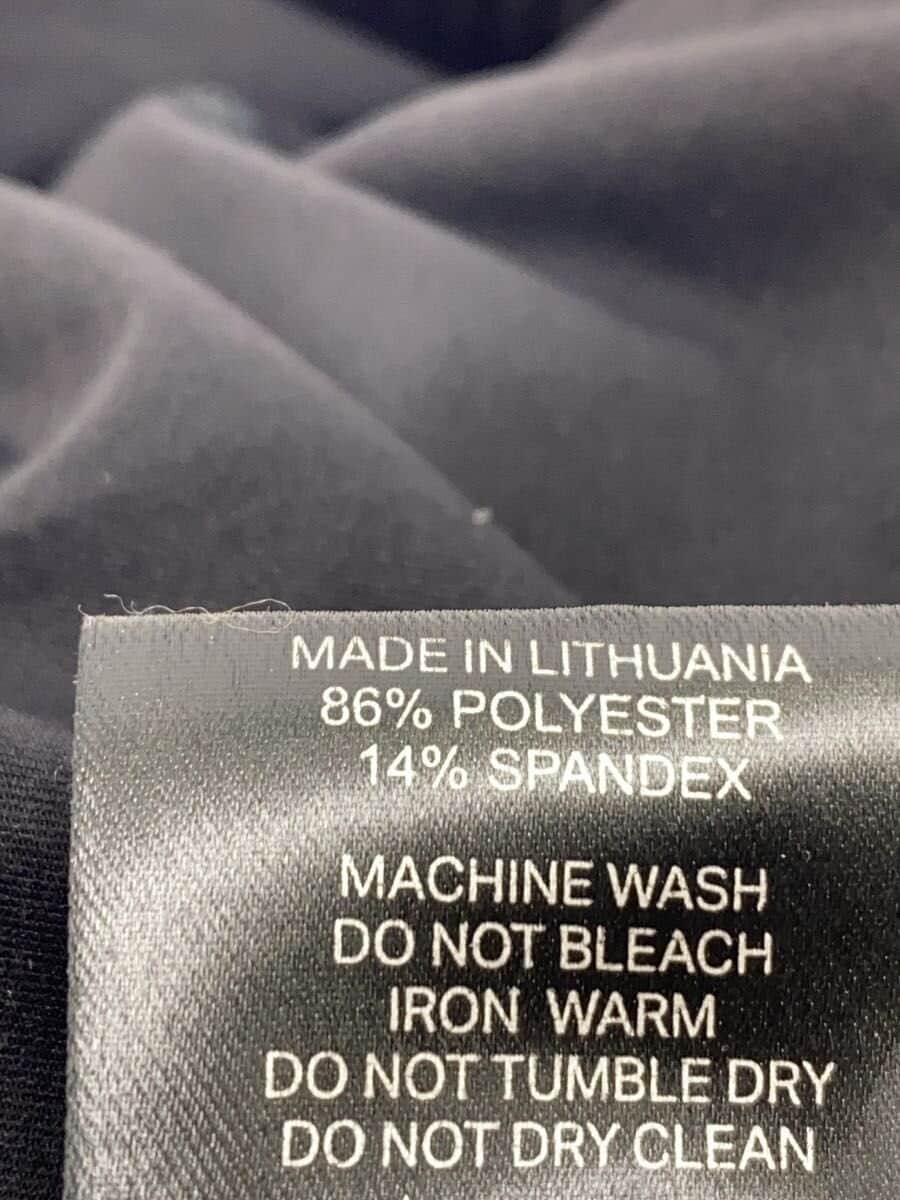 MADE IN LITHUANIA
86% POLYESTER
14% SPANDEX
MACHINE WASH
DO NOT BLEACH
IRON WARM
DO NOT TUMBLE DRY
DO NOT DRY CLEAN